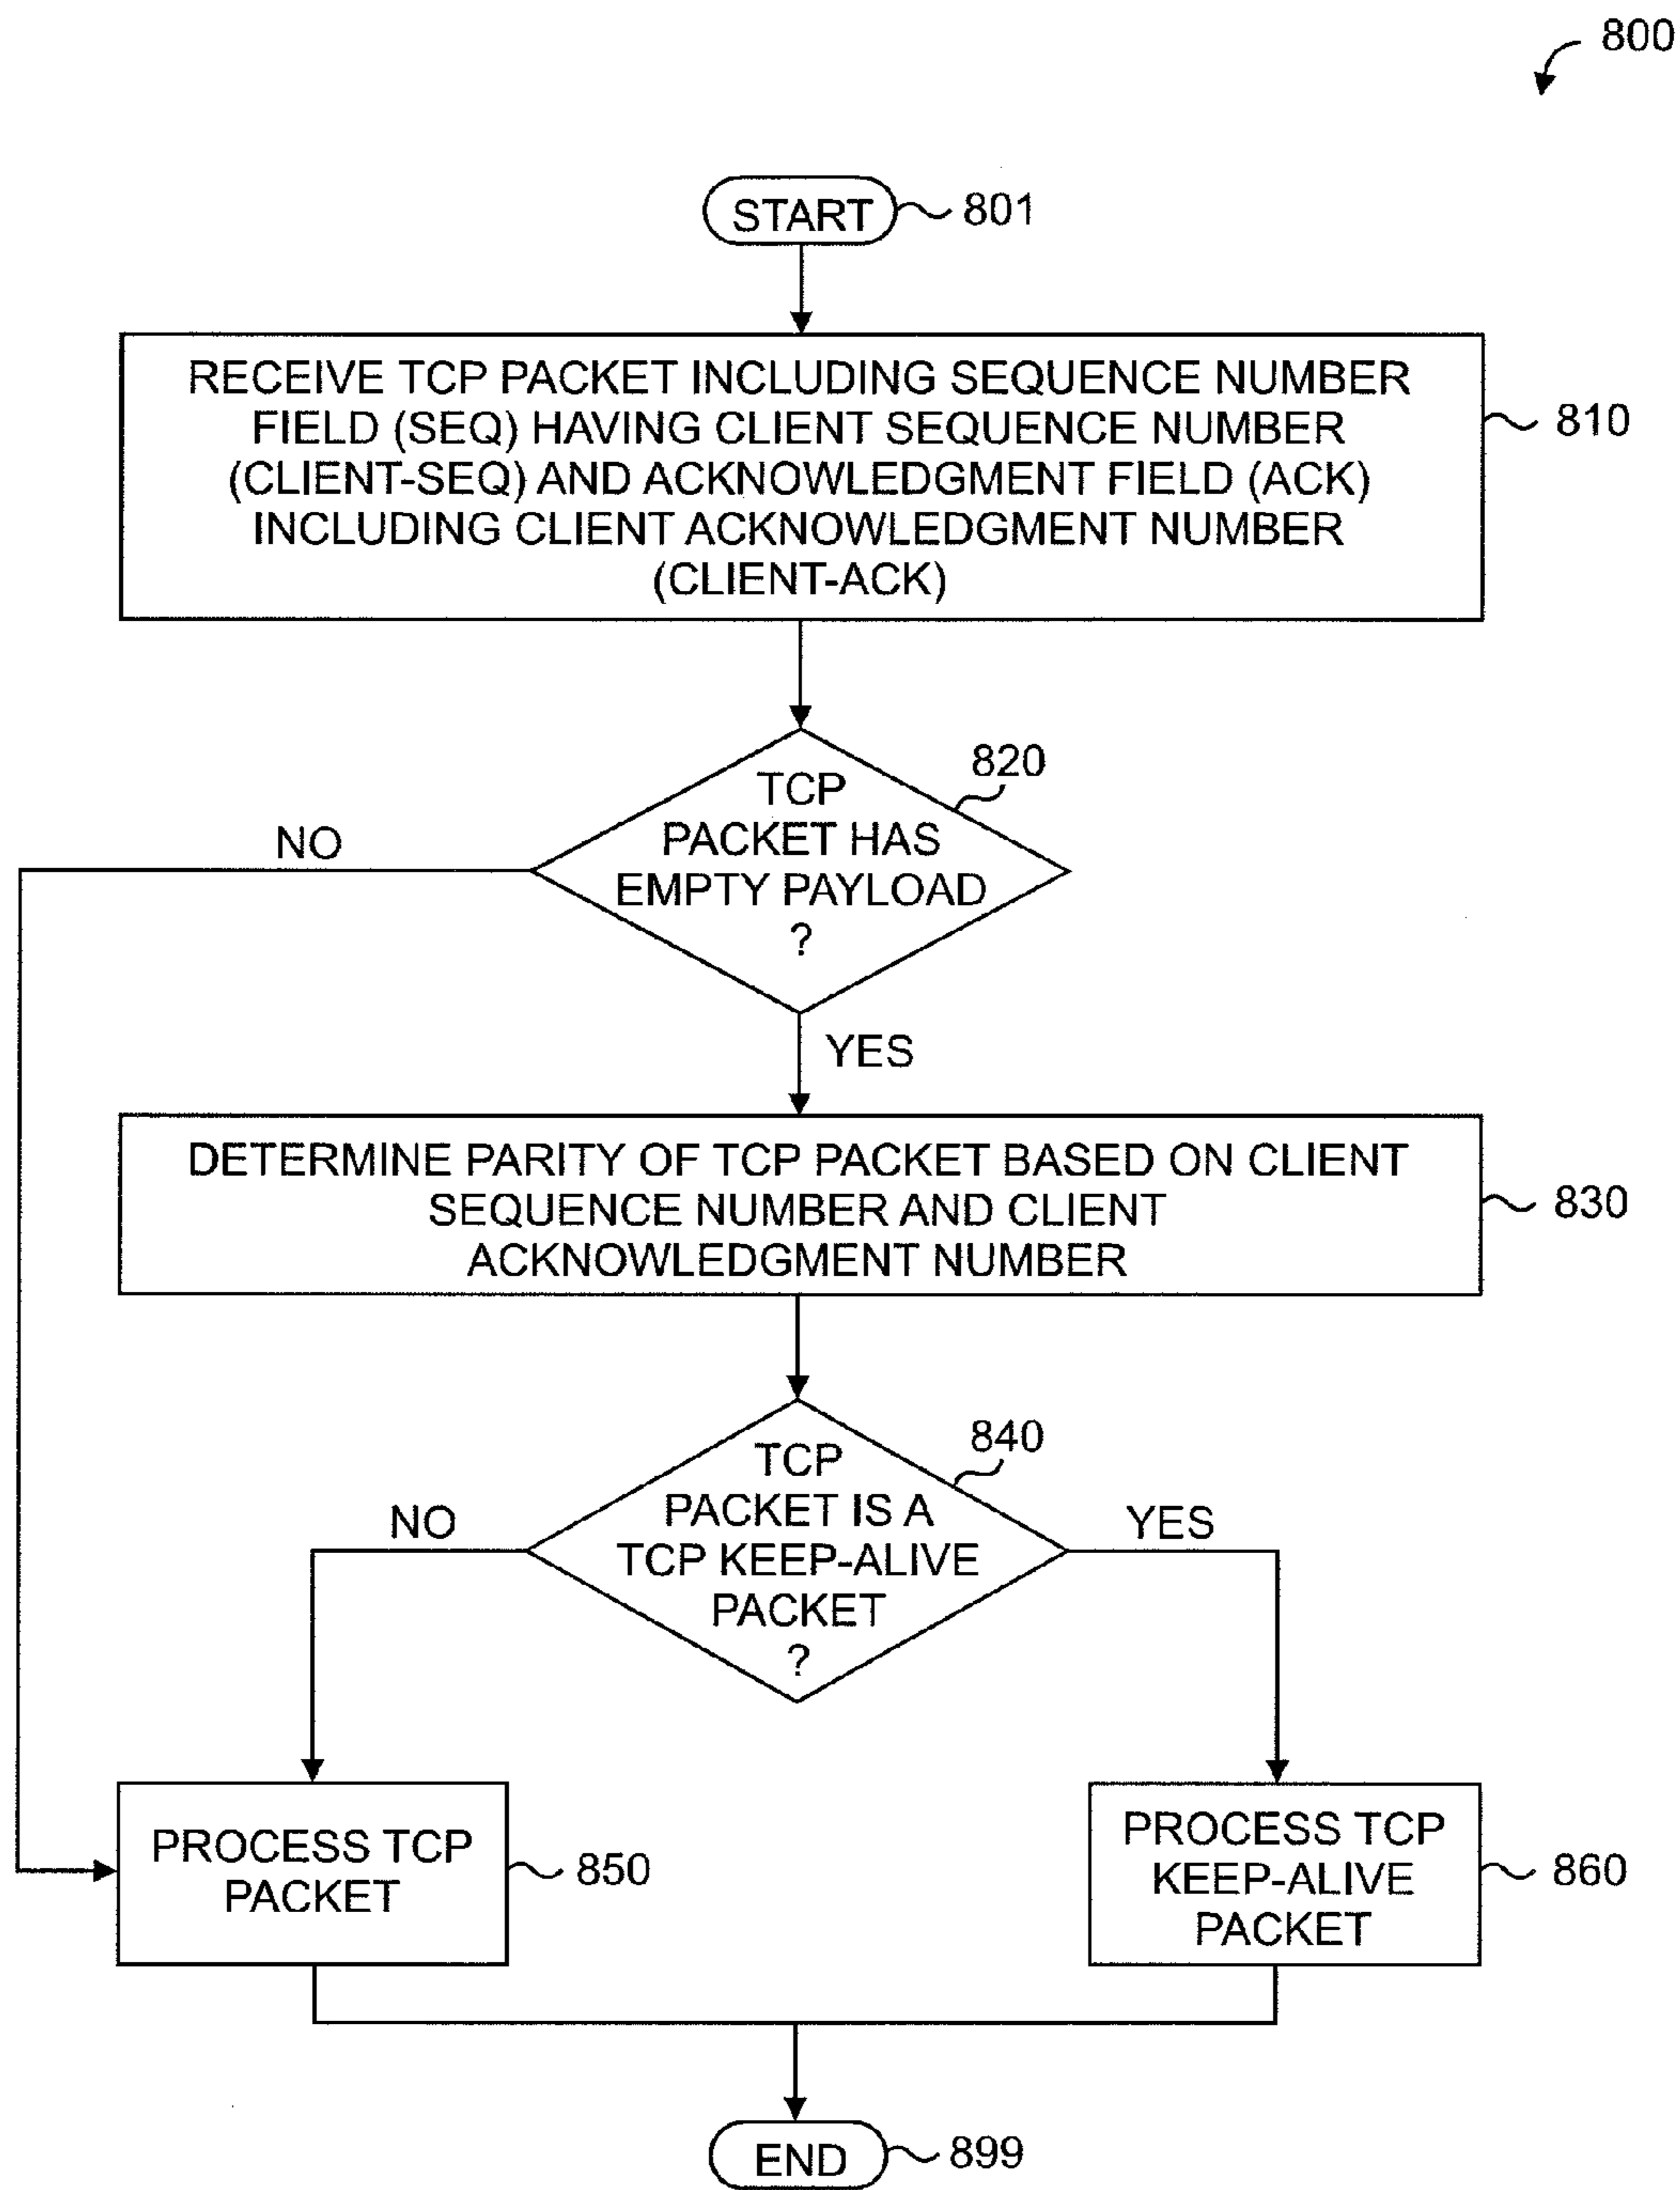 800
START
801
RECEIVE TCP PACKET INCLUDING SEQUENCE NUMBER
FIELD (SEQ) HAVING CLIENT SEQUENCE NUMBER
(CLIENT-SEQ) AND ACKNOWLEDGMENT FIELD (ACK)
INCLUDING CLIENT ACKNOWLEDGMENT NUMBER
(CLIENT-ACK)
810
TCP
PACKET HAS
EMPTY PAYLOAD
?
820
NO
YES
DETERMINE PARITY OF TCP PACKET BASED ON CLIENT
SEQUENCE NUMBER AND CLIENT
ACKNOWLEDGMENT NUMBER
830
TCP
PACKET IS A
TCP KEEP-ALIVE
PACKET
?
840
NO
YES
PROCESS TCP
PACKET
850
PROCESS TCP
KEEP-ALIVE
PACKET
860
END
899